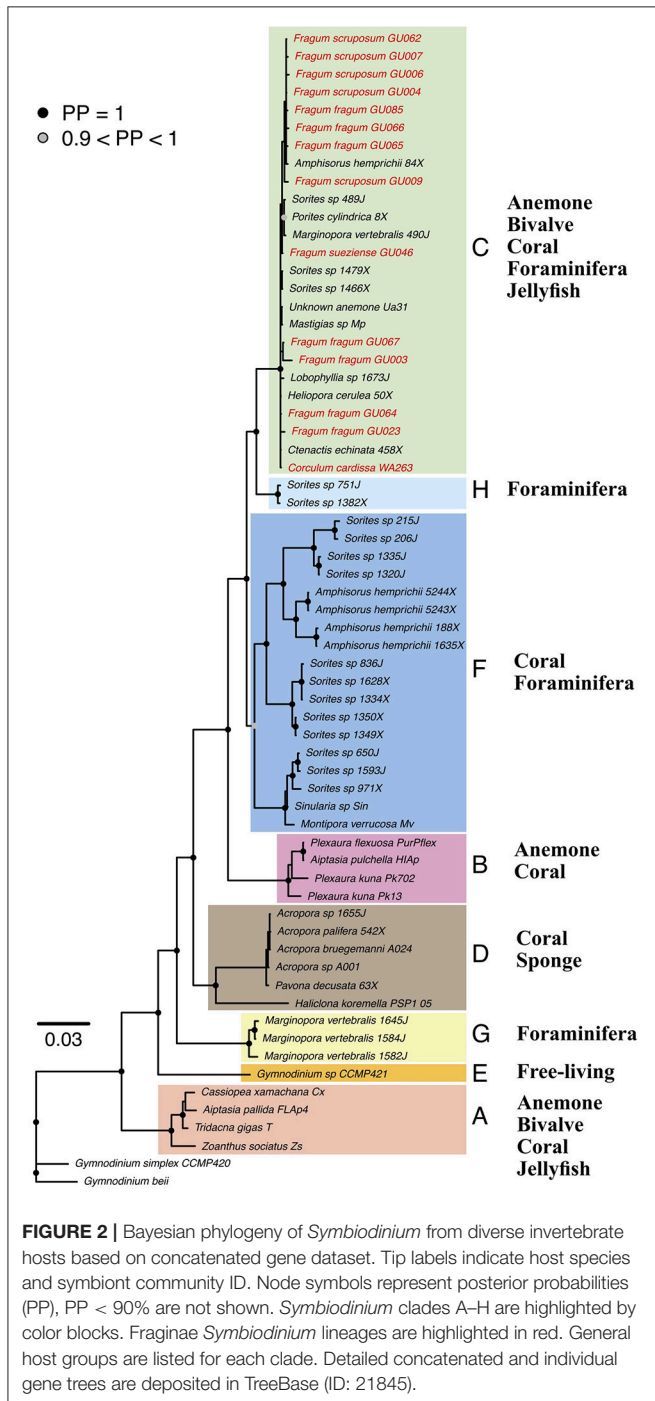 PP = 1
0.9 < PP < 1
Fragum scruposum GU062
Fragum scruposum GU007
Fragum scruposum GU006
Fragum scruposum GU004
Fragum fragum GU085
Fragum fragum GU066
Fragum fragum GU065
Amphisorus hemprichii 84X
Fragum scruposum GU009
Sorites sp 489J
Porites cylindrica 8X
Marginopora vertebralis 490J
Fragum sueziense GU046
Sorites sp 1479X
Sorites sp 1466X
Unknown anemone Ua31
Mastigias sp Mp
Fragum fragum GU067
Fragum fragum GU003
Lobophyllia sp 1673J
Heliopora cerulea 50X
Fragum fragum GU064
Fragum fragum GU023
Ctenactis echinata 458X
Corculum cardissa WA263
C
Anemone
Bivalve
Coral
Foraminifera
Jellyfish
Sorites sp 751J
Sorites sp 1382X
H
Foraminifera
Sorites sp 215J
Sorites sp 206J
Sorites sp 1335J
Sorites sp 1320J
Amphisorus hemprichii 5244X
Amphisorus hemprichii 5243X
Amphisorus hemprichii 188X
Amphisorus hemprichii 1635X
Sorites sp 836J
Sorites sp 1628X
Sorites sp 1334X
Sorites sp 1350X
Sorites sp 1349X
Sorites sp 650J
Sorites sp 1593J
Sorites sp 971X
Sinularia sp Sin
Montipora verrucosa Mv
F
Coral
Foraminifera
Plexaura flexuosa PurPflex
Aiptasia pulchella HIAp
Plexaura kuna Pk702
Plexaura kuna Pk13
B
Anemone
Coral
Acropora sp 1655J
Acropora palifera 542X
Acropora bruegemanni A024
Acropora sp A001
Pavona decusata 63X
Haliclona koremella PSP1 05
D
Coral
Sponge
0.03
Marginopora vertebralis 1645J
Marginopora vertebralis 1584J
Marginopora vertebralis 1582J
G
Foraminifera
Gymnodinium sp CCMP421
E
Free-living
Cassiopea xamachana Cx
Aiptasia pallida FLAp4
Tridacna gigas T
Zoanthus sociatus Zs
A
Anemone
Bivalve
Coral
Jellyfish
Gymnodinium simplex CCMP420
Gymnodinium beii
FIGURE 2 | Bayesian phylogeny of Symbiodinium from diverse invertebrate
hosts based on concatenated gene dataset. Tip labels indicate host species
and symbiont community ID. Node symbols represent posterior probabilities
(PP), PP < 90% are not shown. Symbiodinium clades A–H are highlighted by
color blocks. Fraginae Symbiodinium lineages are highlighted in red. General
host groups are listed for each clade. Detailed concatenated and individual
gene trees are deposited in TreeBase (ID: 21845).